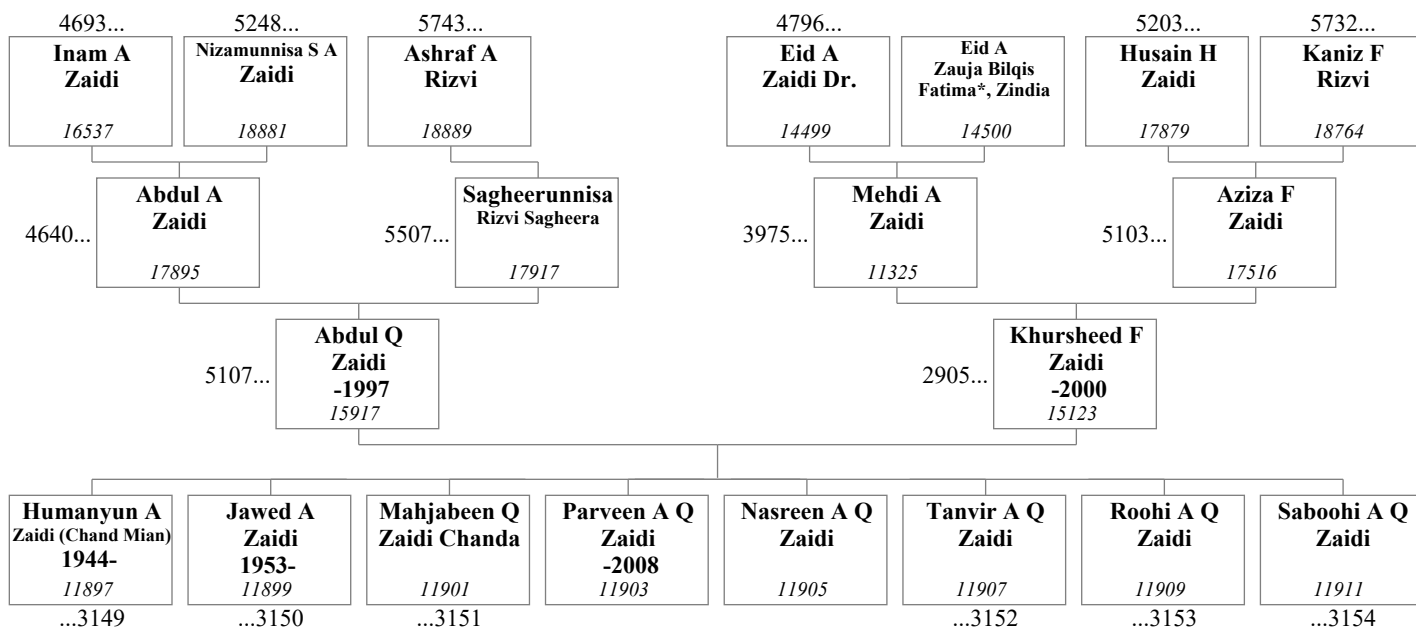 4693...
5248...
5743...
4796...
5203...
5732...
Inam A
Zaidi
16537
Nizamunnisa S A
Zaidi
18881
Ashraf A
Rizvi
18889
Eid A
Zaidi Dr.
14499
Eid A
Zauja Bilqis
Fatima*, Zindia
14500
Husain H
Zaidi
17879
Kaniz F
Rizvi
18764
4640...
Abdul A
Zaidi
17895
5507...
Sagheerunnisa
Rizvi Sagheera
17917
3975...
Mehdi A
Zaidi
11325
5103...
Aziza F
Zaidi
17516
5107...
Abdul Q
Zaidi
-1997
15917
2905...
Khursheed F
Zaidi
-2000
15123
Humanyun A
Zaidi (Chand Mian)
1944-
11897
...3149
Jawed A
Zaidi
1953-
11899
...3150
Mahjabeen Q
Zaidi Chanda
11901
...3151
Parveen A Q
Zaidi
-2008
11903
Nasreen A Q
Zaidi
11905
Tanvir A Q
Zaidi
11907
...3152
Roohi A Q
Zaidi
11909
...3153
Saboohi A Q
Zaidi
11911
...3154